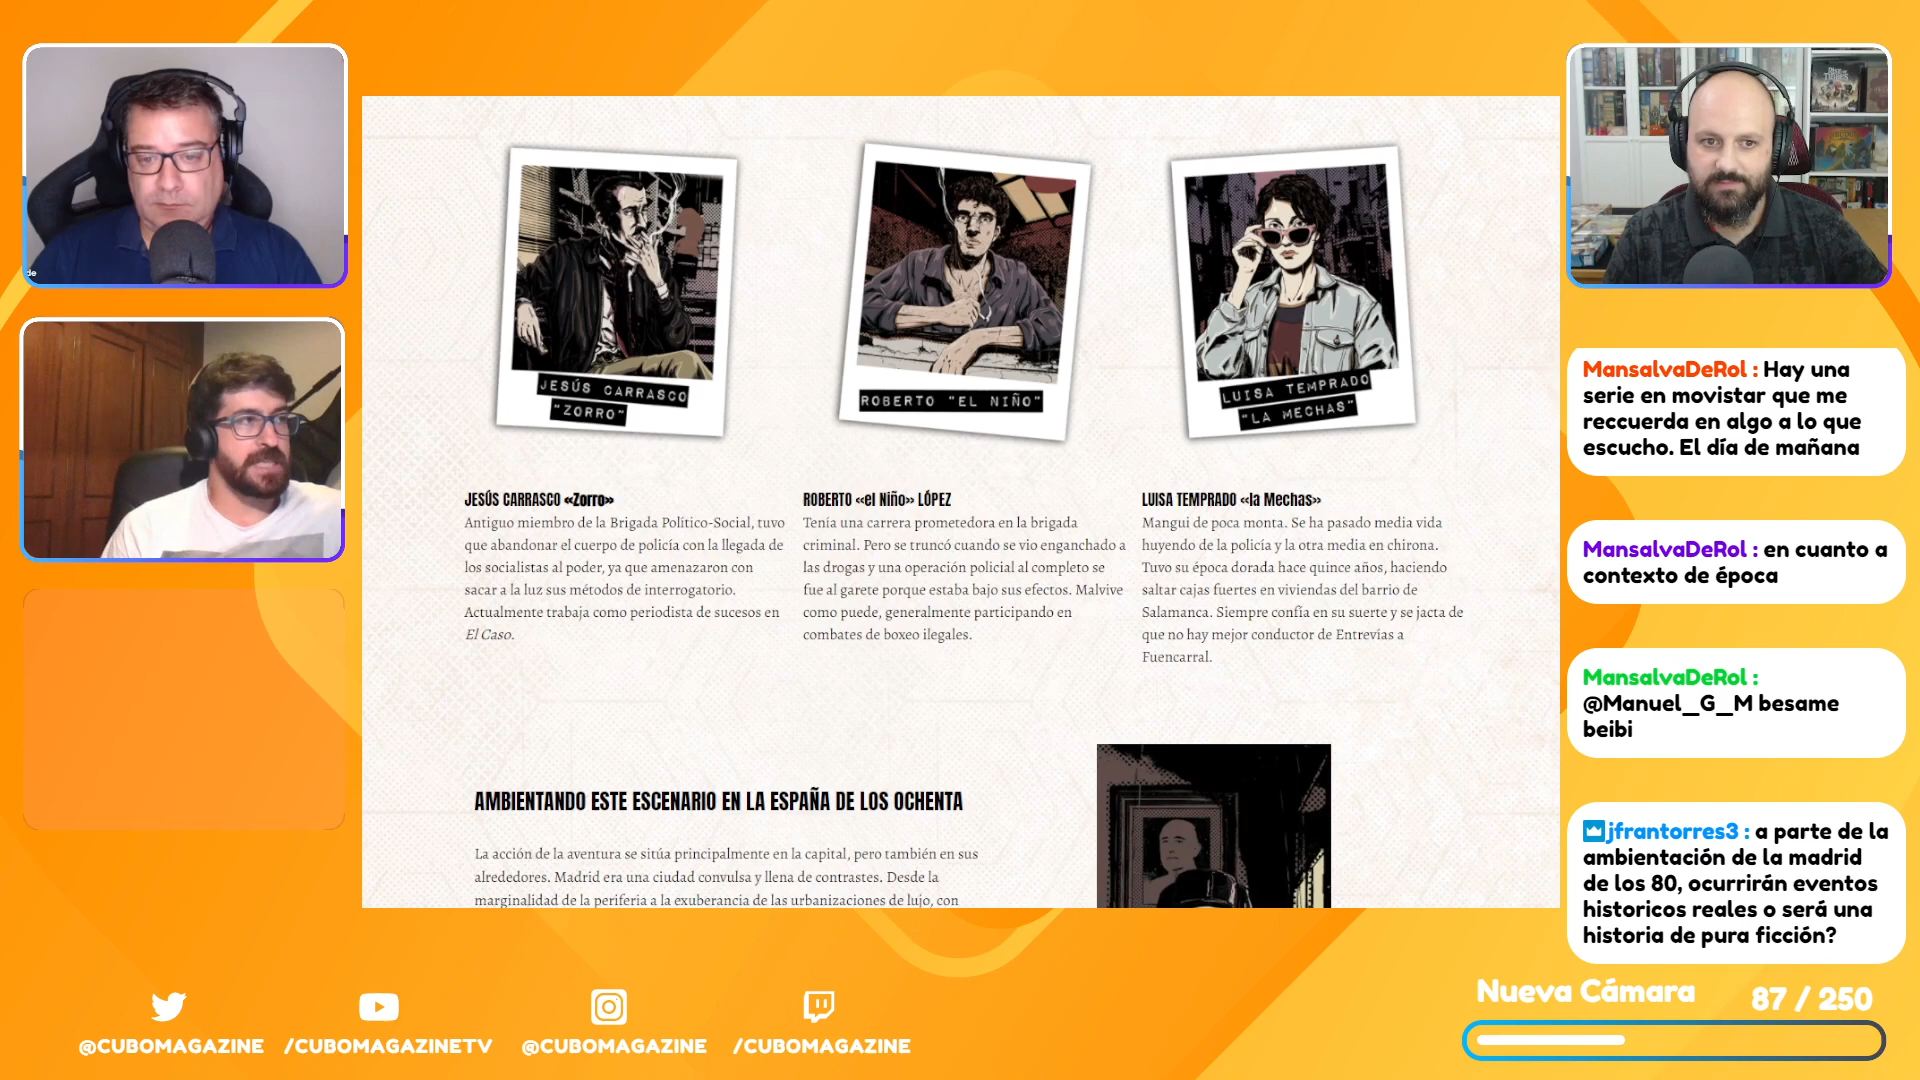 de
JESÚS CARRASCO
"ZORRO"
ROBERTO "EL NIÑO"
LUISA TEMPRADO
"LA MECHAS"
JESÚS CARRASCO «Zorro»
Antiguo miembro de la Brigada Político-Social, tuvo
que abandonar el cuerpo de policía con la llegada de
los socialistas al poder, ya que amenazaron con
sacar a la luz sus métodos de interrogatorio.
Actualmente trabaja como periodista de sucesos en
El Caso.
ROBERTO «el Niño» LÓPEZ
Tenía una carrera prometedora en la brigada
criminal. Pero se truncó cuando se vio enganchado a
las drogas y una operación policial al completo se
fue al garete porque estaba bajo sus efectos. Malvive
como puede, generalmente participando en
combates de boxeo ilegales.
LUISA TEMPRADO «la Mechas»
Mangui de poca monta. Se ha pasado media vida
huyendo de la policía y la otra media en chirona.
Tuvo su época dorada hace quince años, haciendo
saltar cajas fuertes en viviendas del barrio de
Salamanca. Siempre confía en su suerte y se jacta de
que no hay mejor conductor de Entrevías a
Fuencarral.
AMBIENTANDO ESTE ESCENARIO EN LA ESPAÑA DE LOS OCHENTA
La acción de la aventura se sitúa principalmente en la capital, pero también en sus
alrededores. Madrid era una ciudad convulsa y llena de contrastes. Desde la
marginalidad de la periferia a la exuberancia de las urbanizaciones de lujo, con
MansalvaDeRol : Hay una
serie en movistar que me
reccuerda en algo a lo que
escucho. El día de mañana
MansalvaDeRol : en cuanto a
contexto de época
MansalvaDeRol :
@Manuel_G_M besame
beibi
jfrantorres3 : a parte de la
ambientación de la madrid
de los 80, ocurrirán eventos
historicos reales o será una
historia de pura ficción?
Nueva Cámara 87 / 250
@CUBOMAGAZINE /CUBOMAGAZINETV @CUBOMAGAZINE /CUBOMAGAZINE